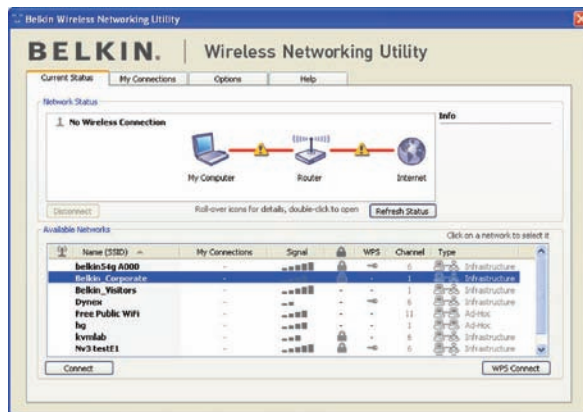 Belkin Wireless Networking Utility
BELKIN. | Wireless Networking Utility
Current Status My Connections Options Help
Network Status
No Wireless Connection
Info
My Computer Router Internet
Disconnect Roll-over icons for details, double-click to open Refresh Status
Available Networks
Click on a network to select it
Name (SSID) My Connections Signal WPS Channel Type
belkin54g A000 - 6 Infrastructure
Belkin_Corporate - - 1 Infrastructure
Belkin_Visitors - - 1 Infrastructure
Dynex - - 6 Infrastructure
Free Public WiFi - - - 11 Ad-Hoc
hg - - - 1 Ad-Hoc
kvmlab - - 6 Infrastructure
Nv3testE1 - 6 Infrastructure
Connect WPS Connect